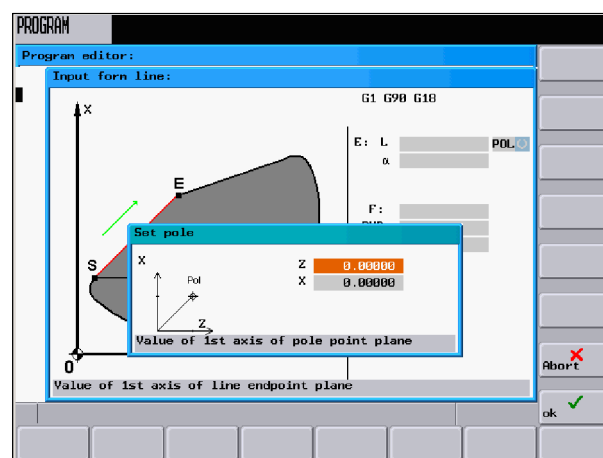 PROGRAM
Program editor:
Input form line:
G1 G90 G18
X
E: L POL
α
E
F:
Set pole
S
X
Z 0.00000
Pol
X 0.00000
Z
Value of 1st axis of pole point plane
0
Abort
Value of 1st axis of line endpoint plane
ok